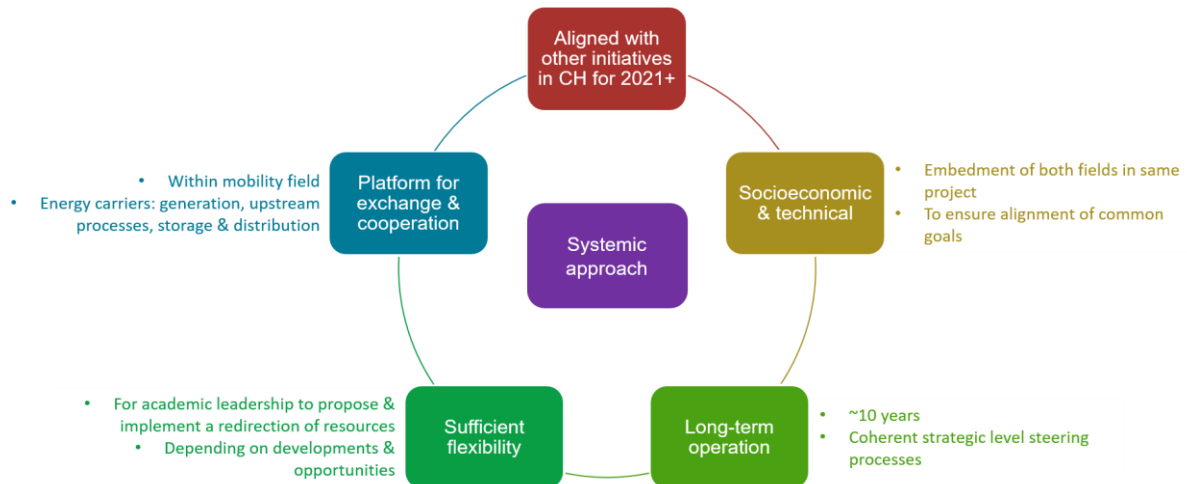 Aligned with
other initiatives
in CH for 2021+
• Within mobility field
• Energy carriers: generation, upstream
processes, storage & distribution
Platform for
exchange &
cooperation
Socioeconomic
& technical
• Embedment of both fields in same
project
• To ensure alignment of common
goals
Systemic
approach
• For academic leadership to propose &
implement a redirection of resources
• Depending on developments &
opportunities
Sufficient
flexibility
Long-term
operation
• ~10 years
• Coherent strategic level steering
processes